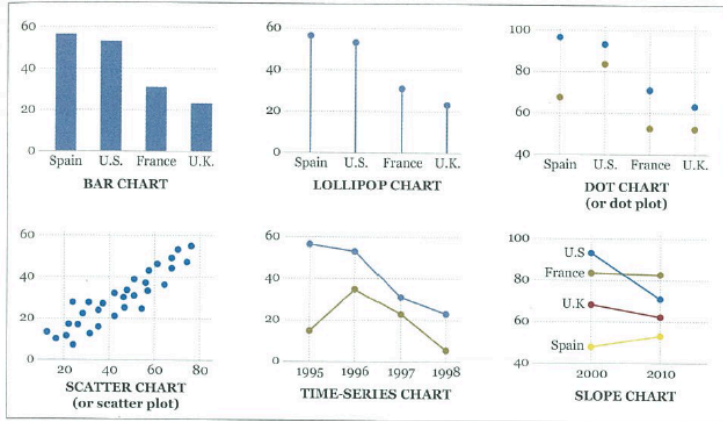 60
40
20
0
Spain U.S. France U.K.
BAR CHART
60
40
20
0
Spain U.S. France U.K.
LOLLIPOP CHART
100
80
60
40
Spain U.S. France U.K.
DOT CHART
(or dot plot)
60
40
20
0
20 40 60 80
SCATTER CHART
(or scatter plot)
60
40
20
0
1995 1996 1997 1998
TIME-SERIES CHART
100
U.S
France
80
U.K
60
Spain
40
2000 2010
SLOPE CHART